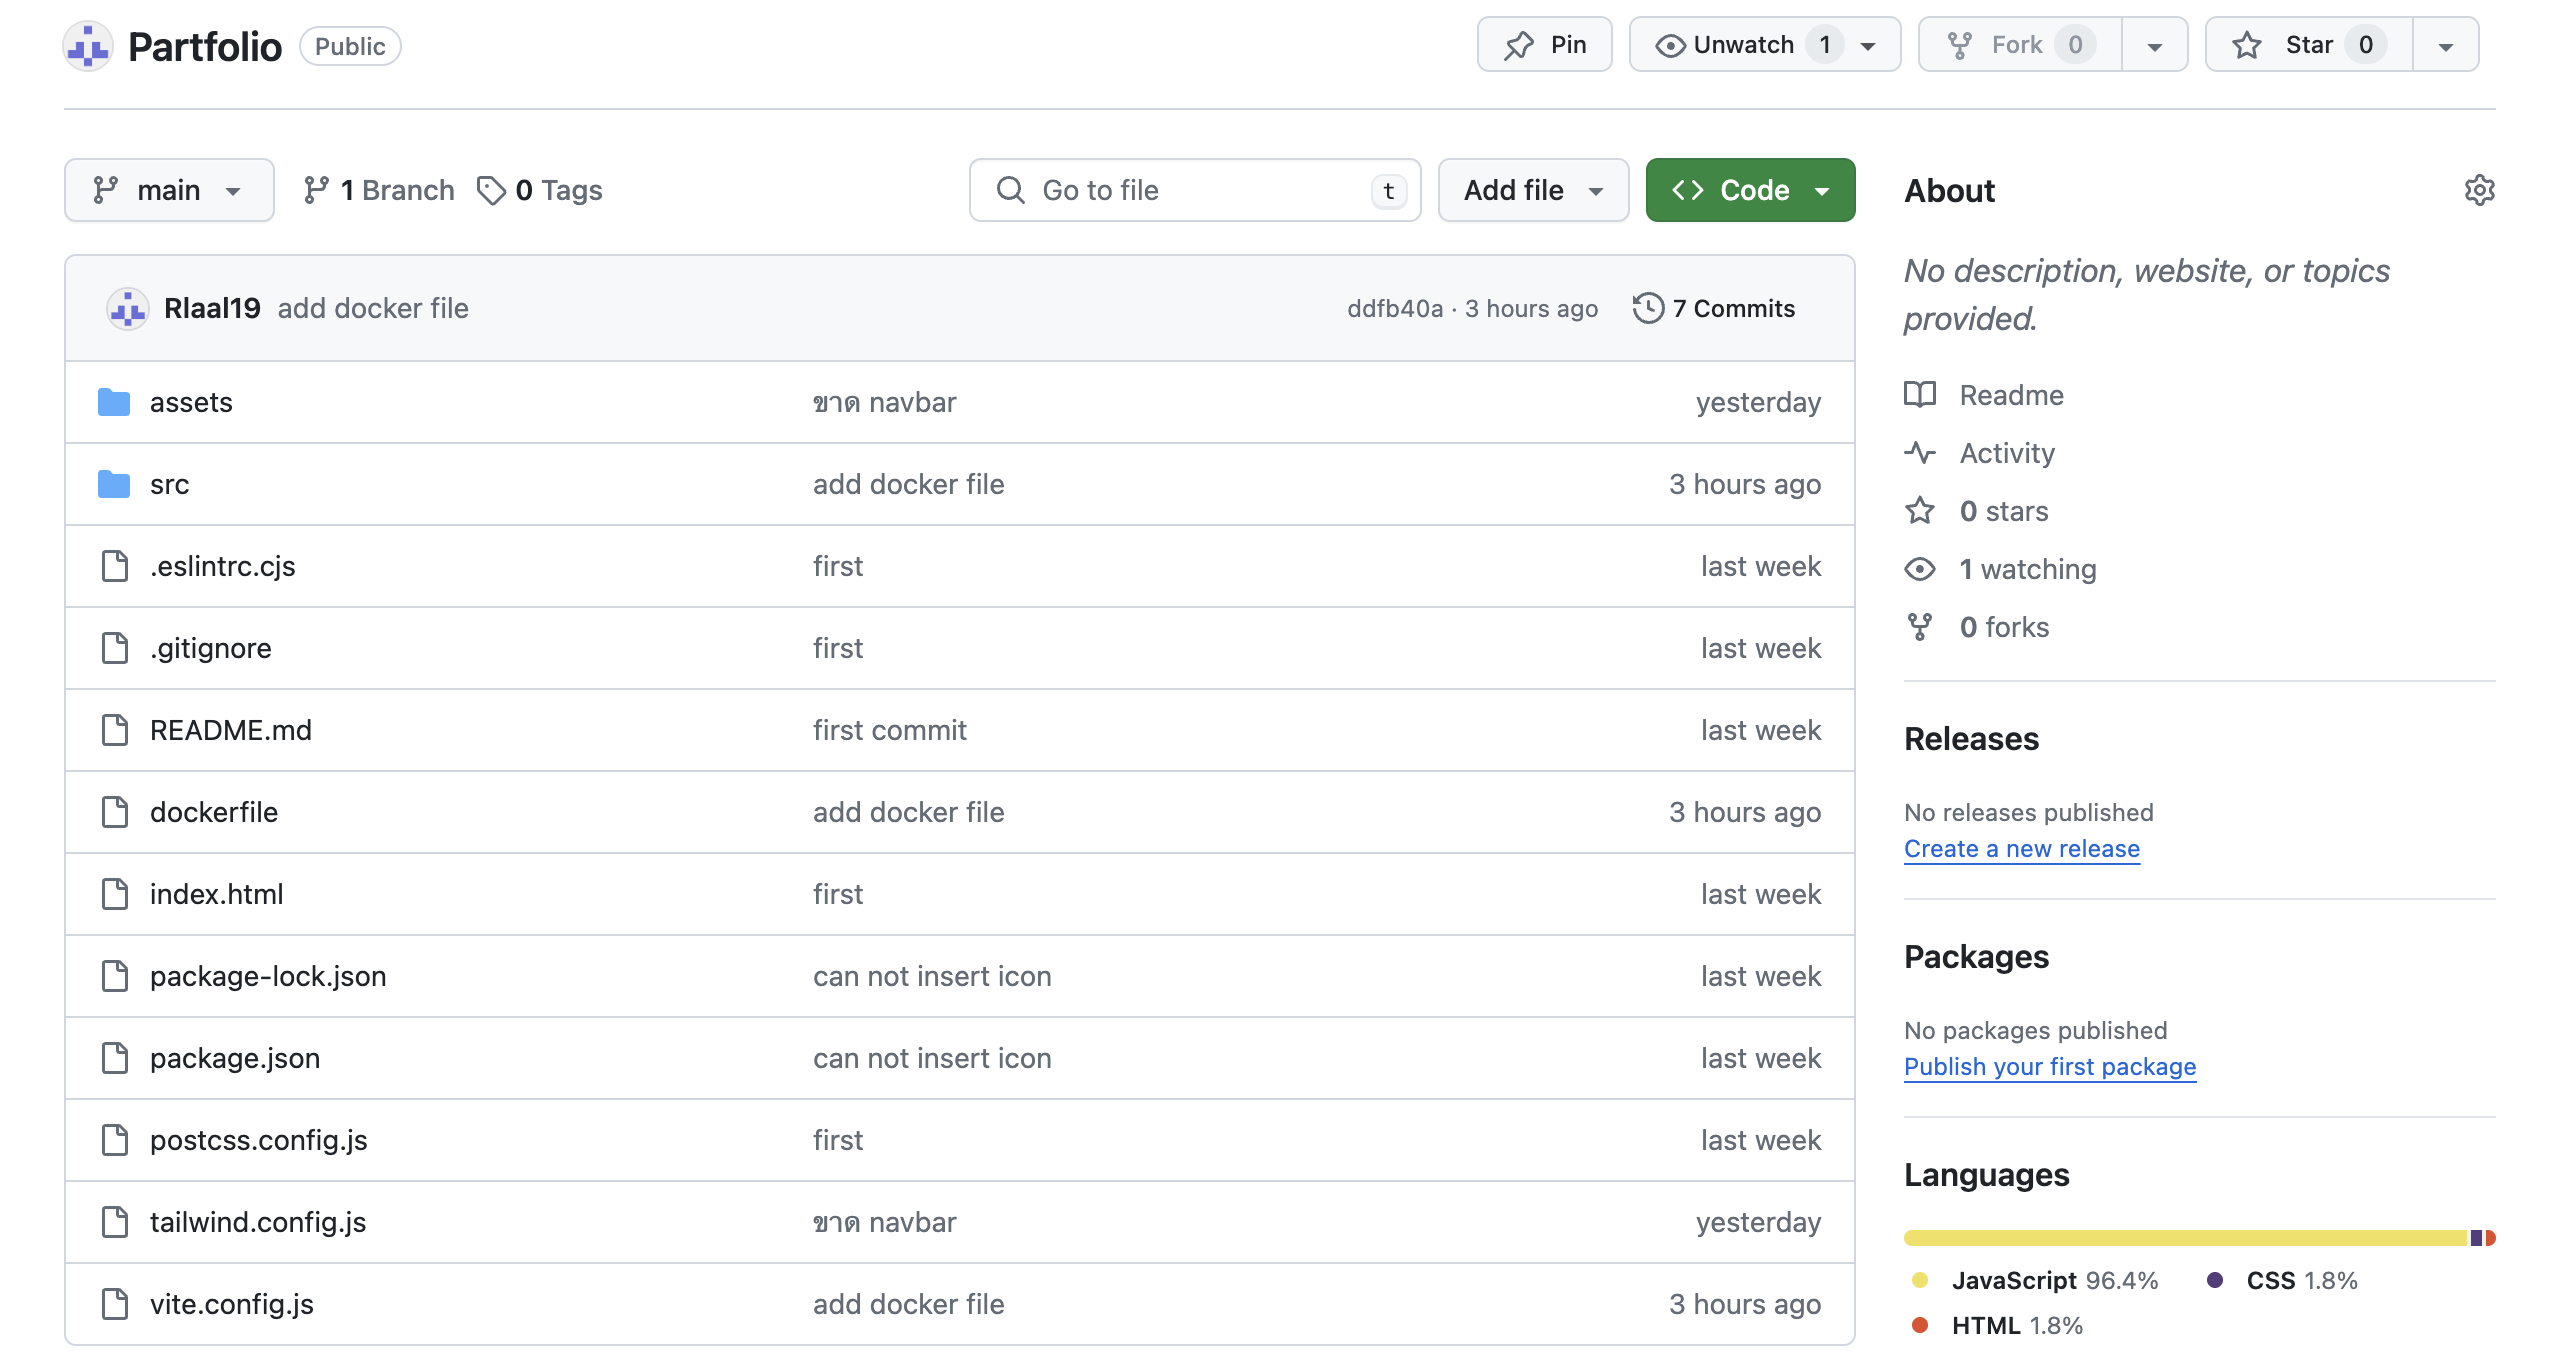 Partfolio Public
Pin Unwatch 1 Fork 0 Star 0
main 1 Branch 0 Tags Go to file t Add file Code
Rlaal19 add docker file ddfb40a · 3 hours ago 7 Commits
assets ขาด navbar yesterday
src add docker file 3 hours ago
.eslintrc.cjs first last week
.gitignore first last week
README.md first commit last week
dockerfile add docker file 3 hours ago
index.html first last week
package-lock.json can not insert icon last week
package.json can not insert icon last week
postcss.config.js first last week
tailwind.config.js ขาด navbar yesterday
vite.config.js add docker file 3 hours ago
About
No description, website, or topics
provided.
Readme
Activity
0 stars
1 watching
0 forks
Releases
No releases published
Create a new release
Packages
No packages published
Publish your first package
Languages
JavaScript 96.4% CSS 1.8%
HTML 1.8%